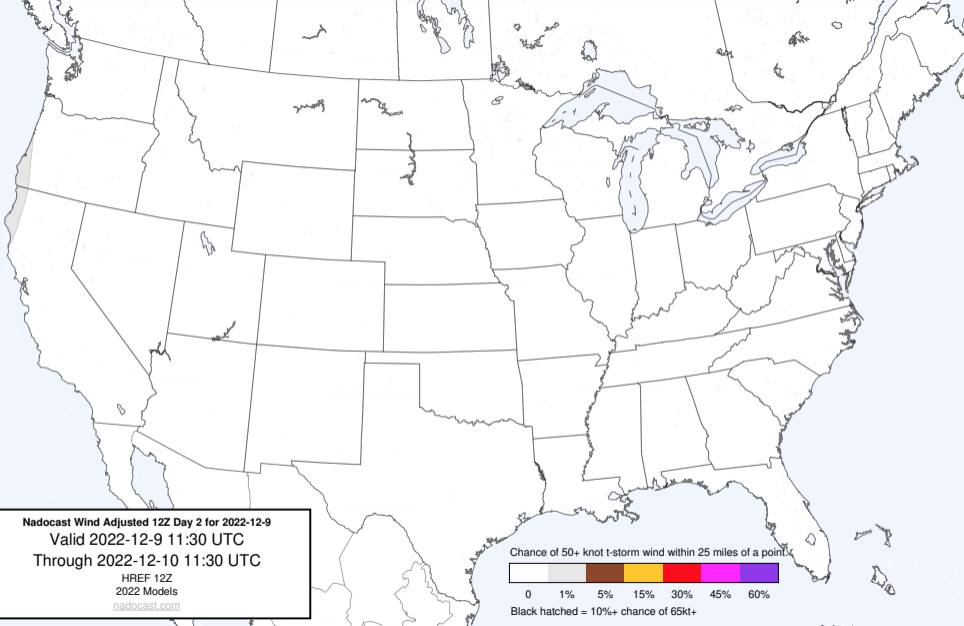 Nadocast Wind Adjusted 12Z Day 2 for 2022-12-9
Valid 2022-12-9 11:30 UTC
Through 2022-12-10 11:30 UTC
HREF 12Z
2022 Models
nadocast.com
Chance of 50+ knot t-storm wind within 25 miles of a point.
0 1% 5% 15% 30% 45% 60%
Black hatched = 10%+ chance of 65kt+